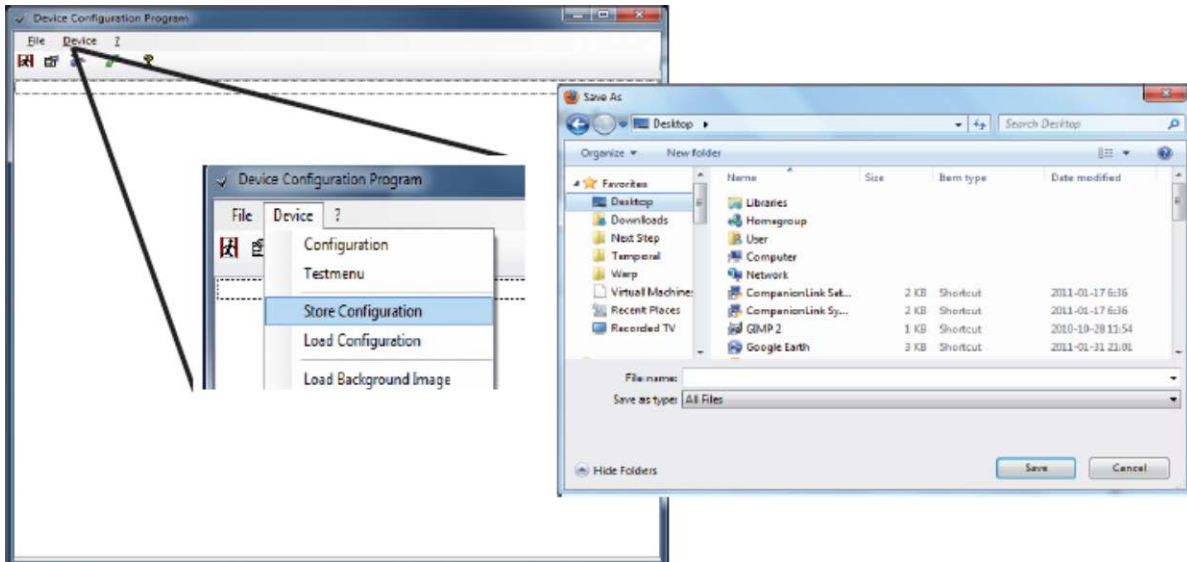 Device Configuration Program
File Device ?
Device Configuration Program
File Device ?
Configuration
Testmenu
Store Configuration
Load Configuration
Load Background Image
Save As
Desktop
Search Desktop
Organize New folder
Favorites
Desktop
Downloads
Next Step
Temporal
Warp
Virtual Machines
Recent Places
Recorded TV
Name Size Item type Date modified
Libraries
Homegroup
User
Computer
Network
CompanionLink Set... 2 KB Shortcut 2011-01-17 6:36
CompanionLink Sy... 2 KB Shortcut 2011-01-17 6:36
GIMP 2 1 KB Shortcut 2010-10-28 11:54
Google Earth 3 KB Shortcut 2011-01-31 21:01
File name:
Save as type: All Files
Hide Folders
Save Cancel